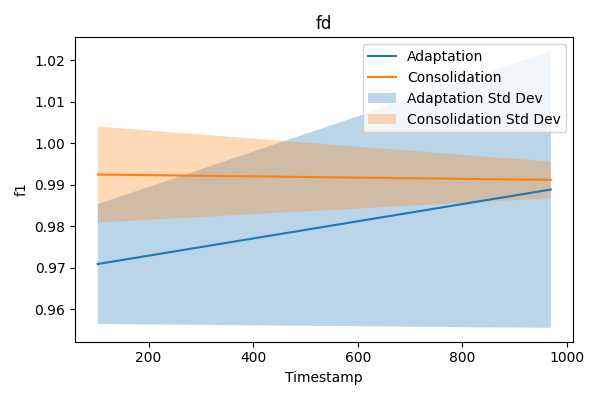 fd
Adaptation
Consolidation
Adaptation Std Dev
Consolidation Std Dev
1.02
1.01
1.00
0.99
0.98
0.97
0.96
f1
200
400
600
800
1000
Timestamp